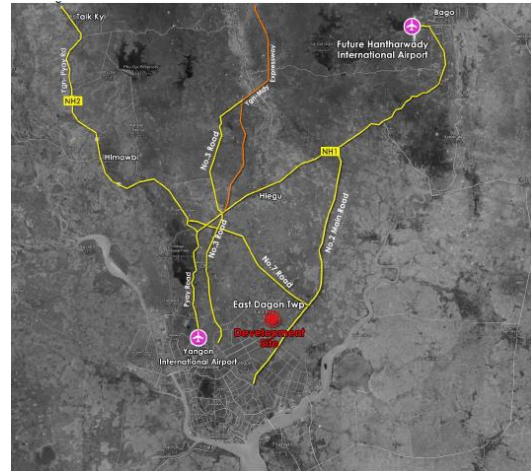 Taik Kyi
Bago
Future Hantharwady
International Airport
Ygn-Pyay Rd
Expressway
Ygn-Mdy
NH2
No.3 Road
NH1
Hmawbi
Hlegu
No.3 Road
No.2 Main Road
No.7 Road
Pyay Road
East Dagon Twp
Development
site
Yangon
International Airport